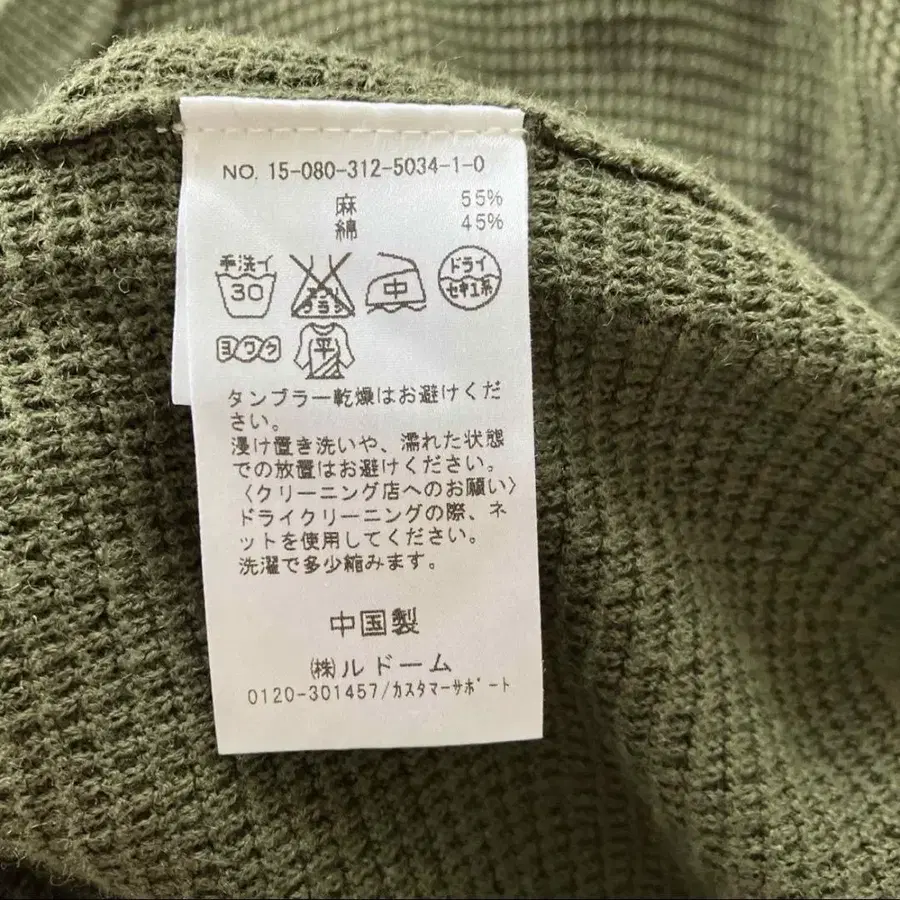 NO. 15-080-312-5034-1-0
麻 55%
綿 45%
手洗イ
30
エンソサラシ
中
ドライ
セキユ系
ヨワク
平
タンブラー乾燥はお避けくだ
さい。
浸け置き洗いや、濡れた状態
での放置はお避けください。
〈クリーニング店へのお願い〉
ドライクリーニングの際、ネ
ットを使用してください。
洗濯で多少縮みます。
中国製
㈱ルドーム
0120-301457/カスタマーサポート